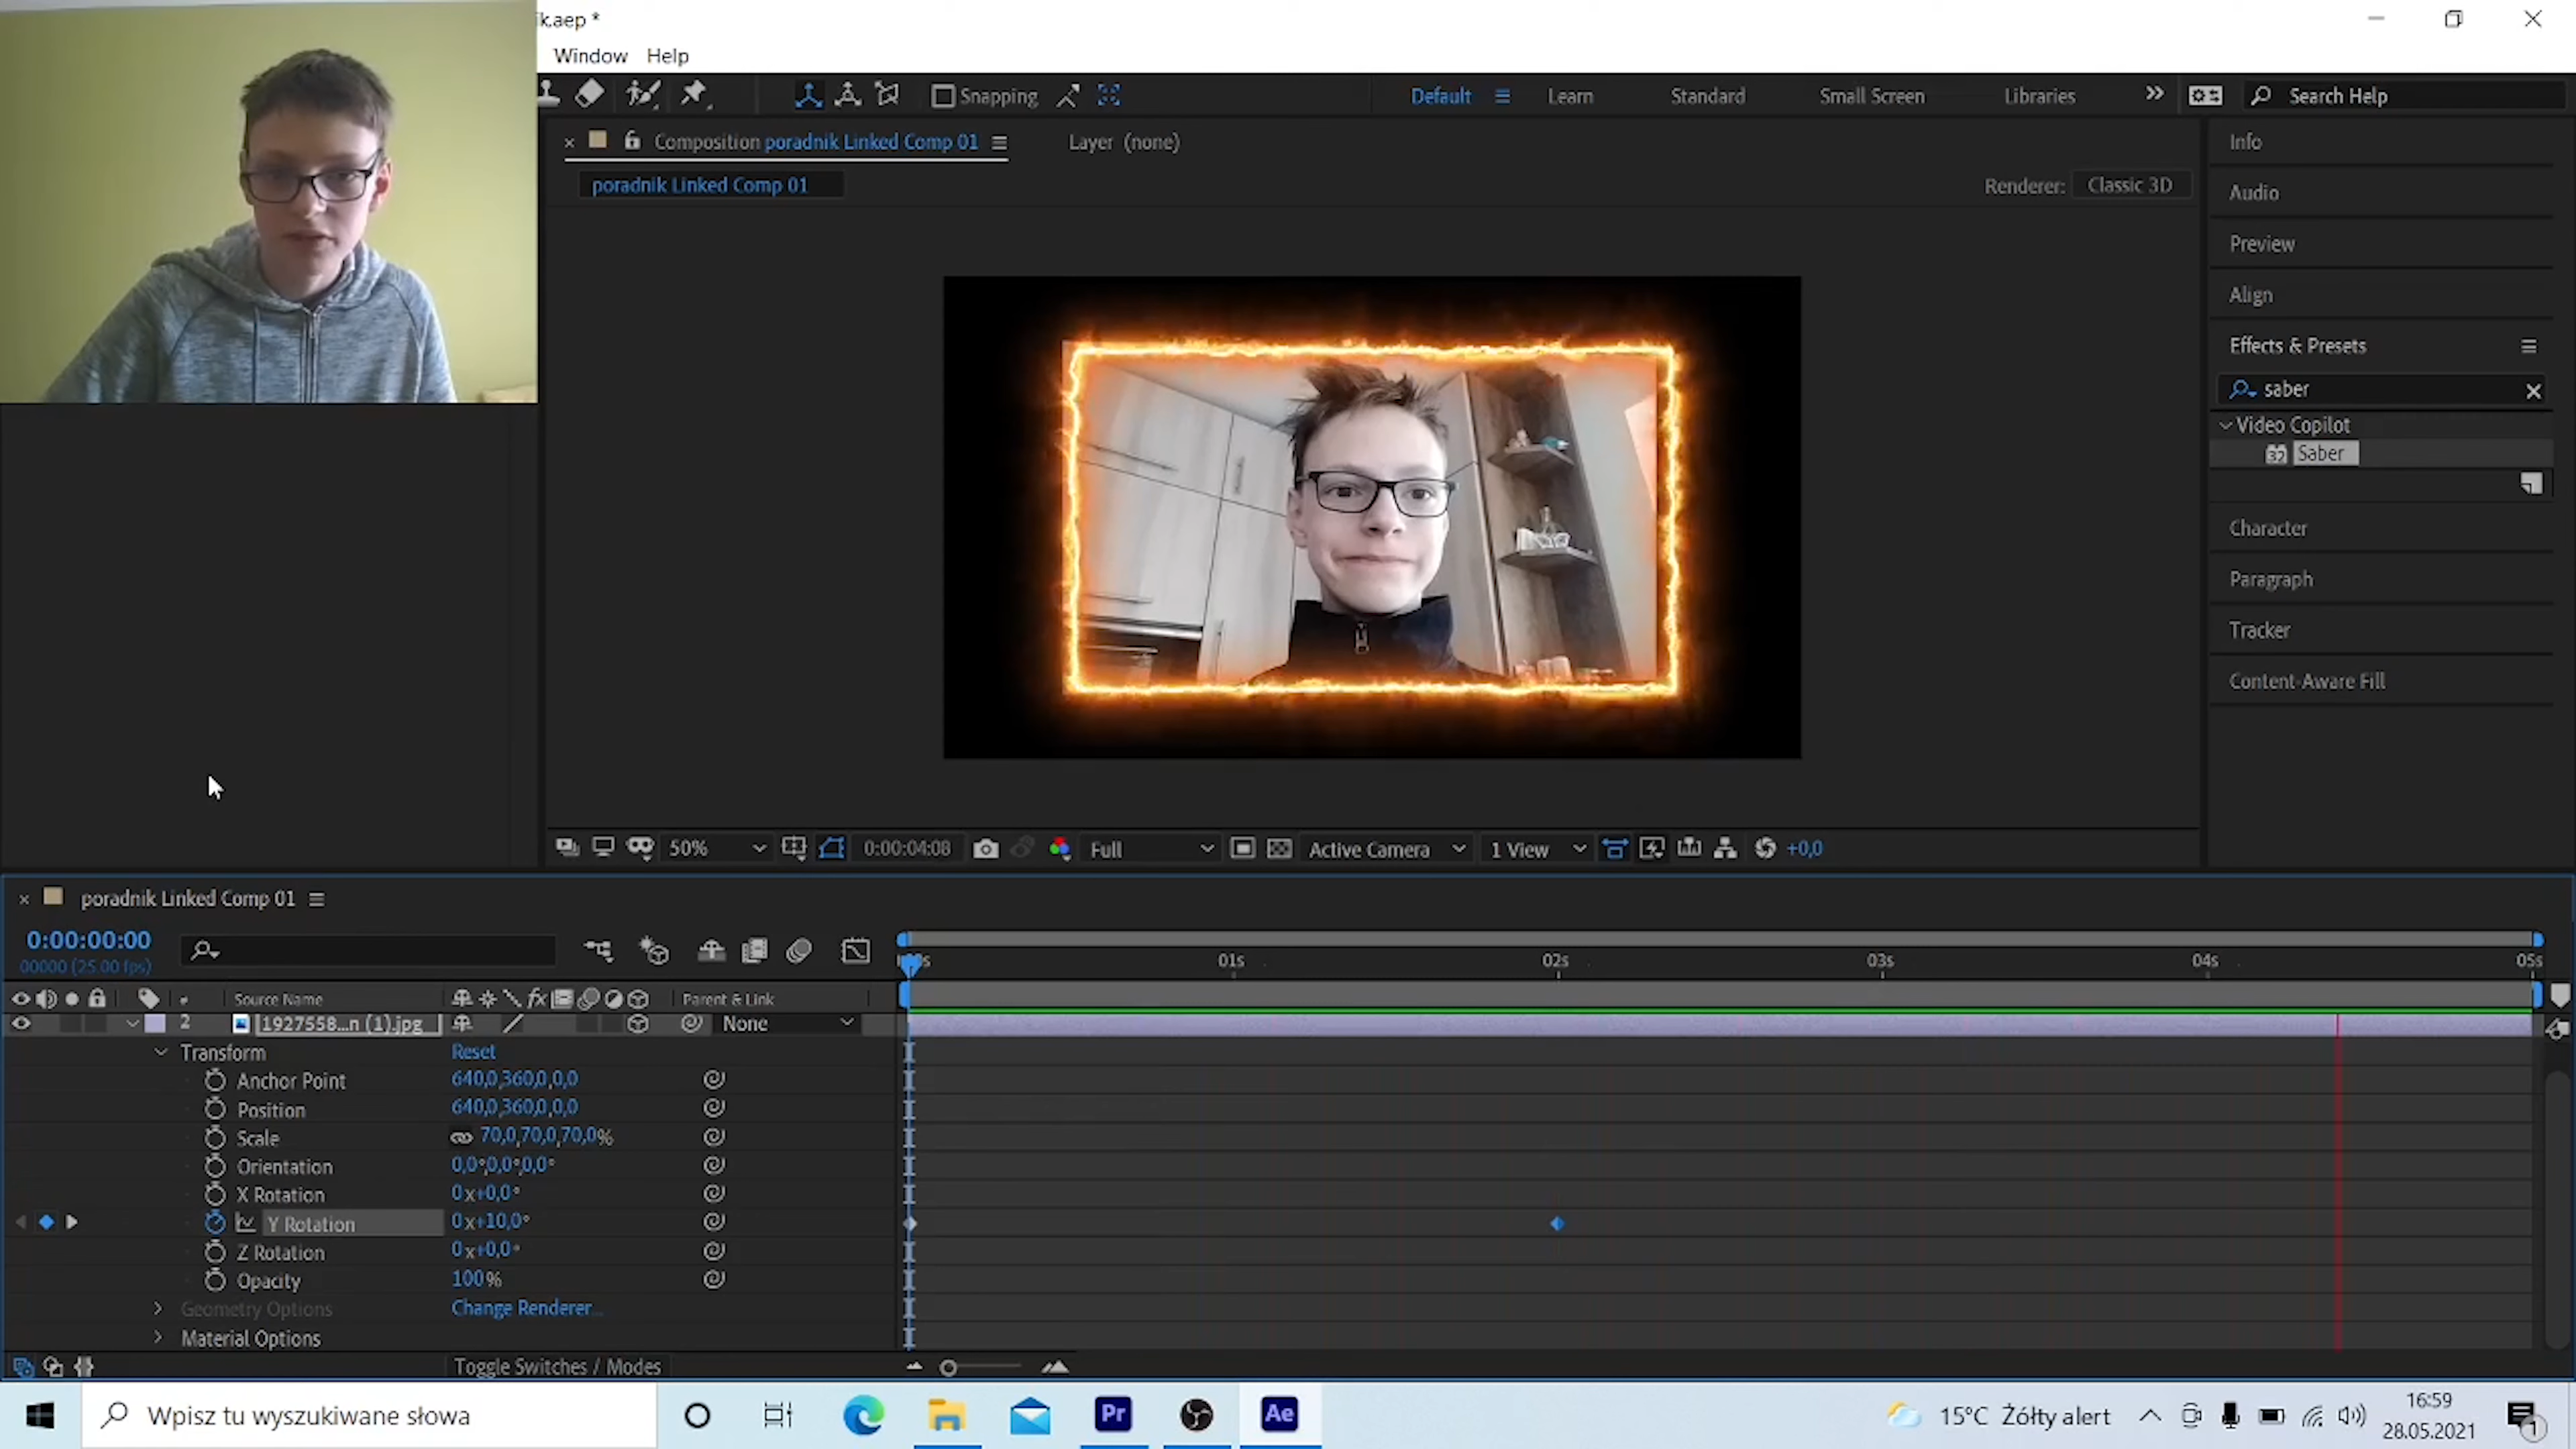 ik.aep *
Window Help
Snapping
Default
Learn
Standard
Small Screen
Libraries
Search Help
Composition poradnik Linked Comp 01
Layer (none)
poradnik Linked Comp 01
Renderer: Classic 3D
Info
Audio
Preview
Align
Effects & Presets
saber
Video Copilot
32 Saber
Character
Paragraph
Tracker
Content-Aware Fill
50%
0:00:04:08
Full
Active Camera
1 View
+0,0
poradnik Linked Comp 01
0:00:00:00
00000 (25.00 fps)
01s
02s
03s
04s
05s
# Source Name
fx
Parent & Link
2 1927558...n (1).jpg
None
Transform Reset
Anchor Point 640,0,360,0,0,0
Position 640,0,360,0,0,0
Scale 70,0,70,0,70,0%
Orientation 0,0°,0,0°,0,0°
X Rotation 0x+0,0°
Y Rotation 0x+10,0°
Z Rotation 0x+0,0°
Opacity 100%
Geometry Options Change Renderer...
Material Options
Toggle Switches / Modes
Wpisz tu wyszukiwane słowa
Pr
Ae
15°C Żółty alert
16:59
28.05.2021
1